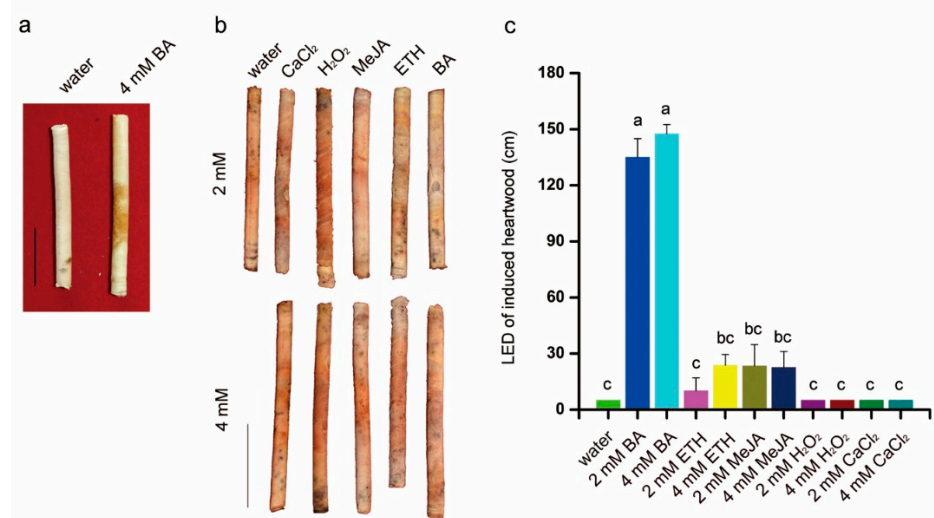 a
water
4 mM BA
b
water
CaCl₂
H₂O₂
MeJA
ETH
BA
2 mM
4 mM
c
LED of induced heartwood (cm)
180
150
120
90
60
30
0
c
a
a
c
bc
bc
bc
c
c
c
c
water
2 mM BA
4 mM BA
2 mM ETH
4 mM ETH
2 mM MeJA
4 mM MeJA
2 mM H₂O₂
4 mM H₂O₂
2 mM CaCl₂
4 mM CaCl₂